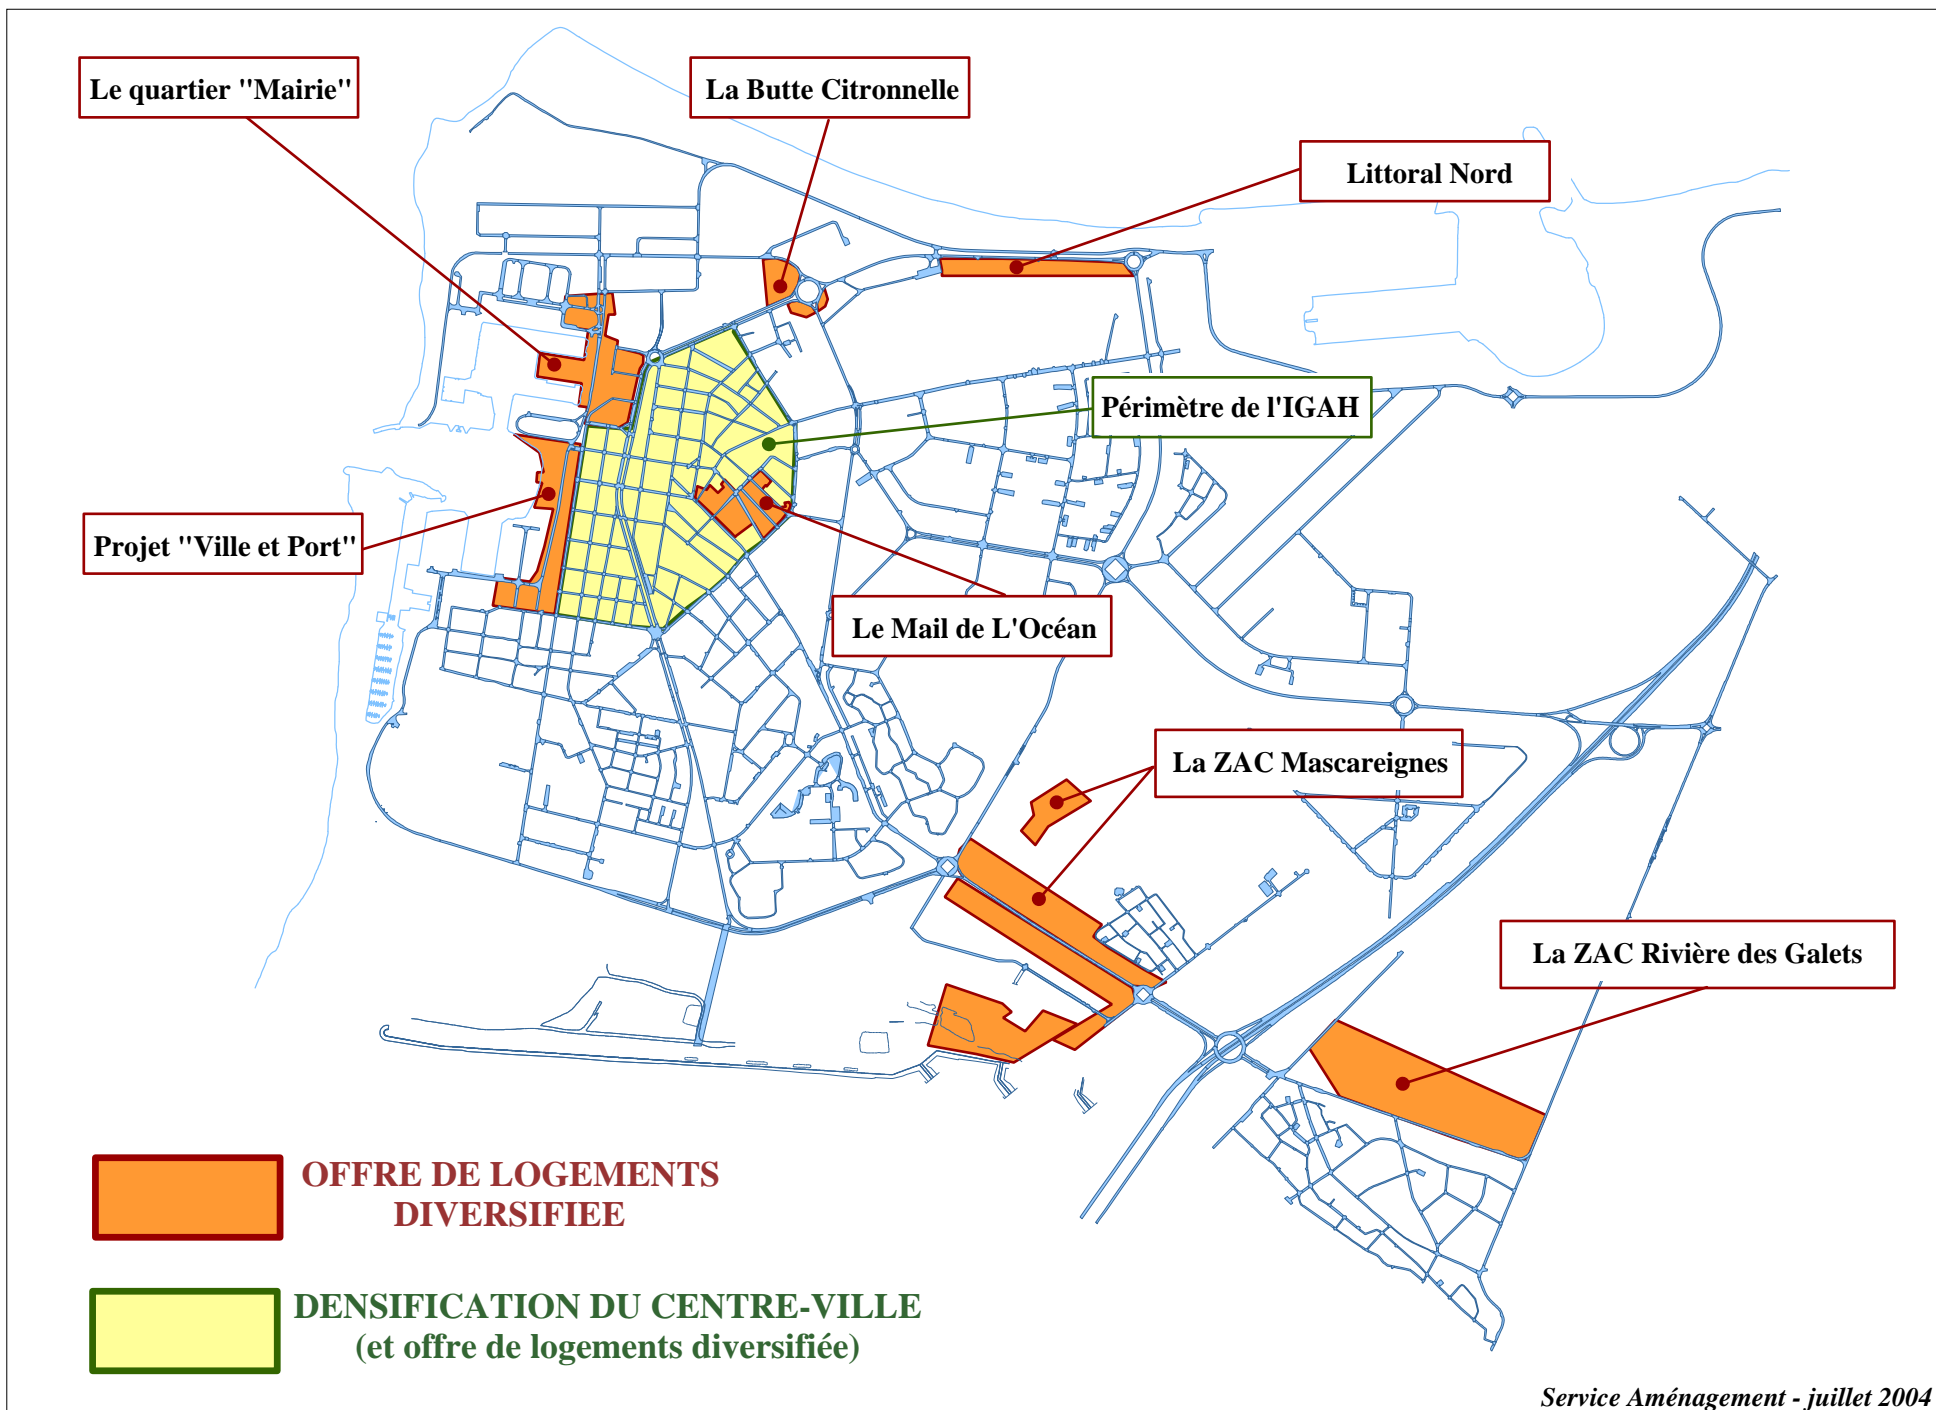 Le quartier "Mairie"
La Butte Citronnelle
Littoral Nord
Périmètre de l'IGAH
Projet "Ville et Port"
Le Mail de L'Océan
La ZAC Mascareignes
La ZAC Rivière des Galets
OFFRE DE LOGEMENTS
DIVERSIFIEE
DENSIFICATION DU CENTRE-VILLE
(et offre de logements diversifiée)
Service Aménagement - juillet 2004